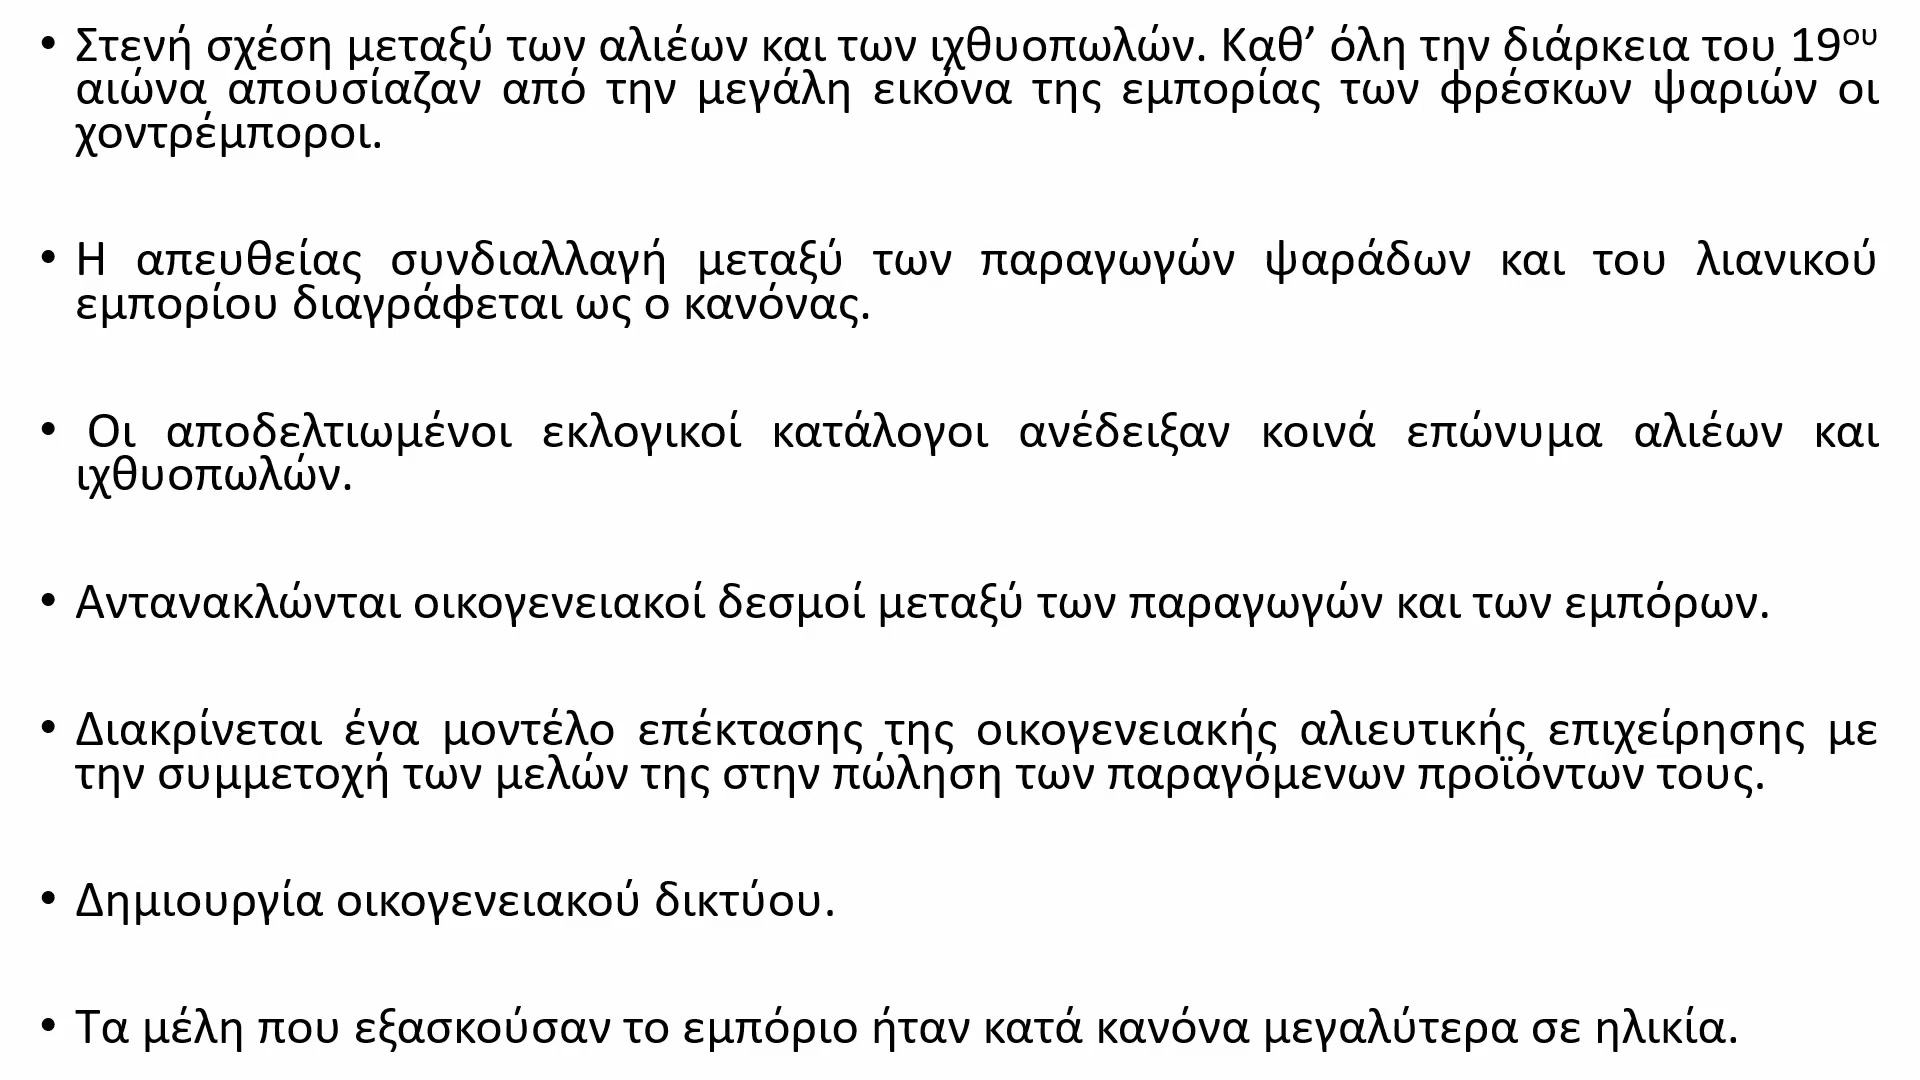 • Στενή σχέση μεταξύ των αλιέων και των ιχθυοπωλών. Καθ’ όλη την διάρκεια του 19ου
αιώνα απουσίαζαν από την μεγάλη εικόνα της εμπορίας των φρέσκων ψαριών οι
χοντρέμποροι.
• Η απευθείας συνδιαλλαγή μεταξύ των παραγωγών ψαράδων και του λιανικού
εμπορίου διαγράφεται ως ο κανόνας.
• Οι αποδελτιωμένοι εκλογικοί κατάλογοι ανέδειξαν κοινά επώνυμα αλιέων και
ιχθυοπωλών.
• Αντανακλώνται οικογενειακοί δεσμοί μεταξύ των παραγωγών και των εμπόρων.
• Διακρίνεται ένα μοντέλο επέκτασης της οικογενειακής αλιευτικής επιχείρησης με
την συμμετοχή των μελών της στην πώληση των παραγόμενων προϊόντων τους.
• Δημιουργία οικογενειακού δικτύου.
• Τα μέλη που εξασκούσαν το εμπόριο ήταν κατά κανόνα μεγαλύτερα σε ηλικία.